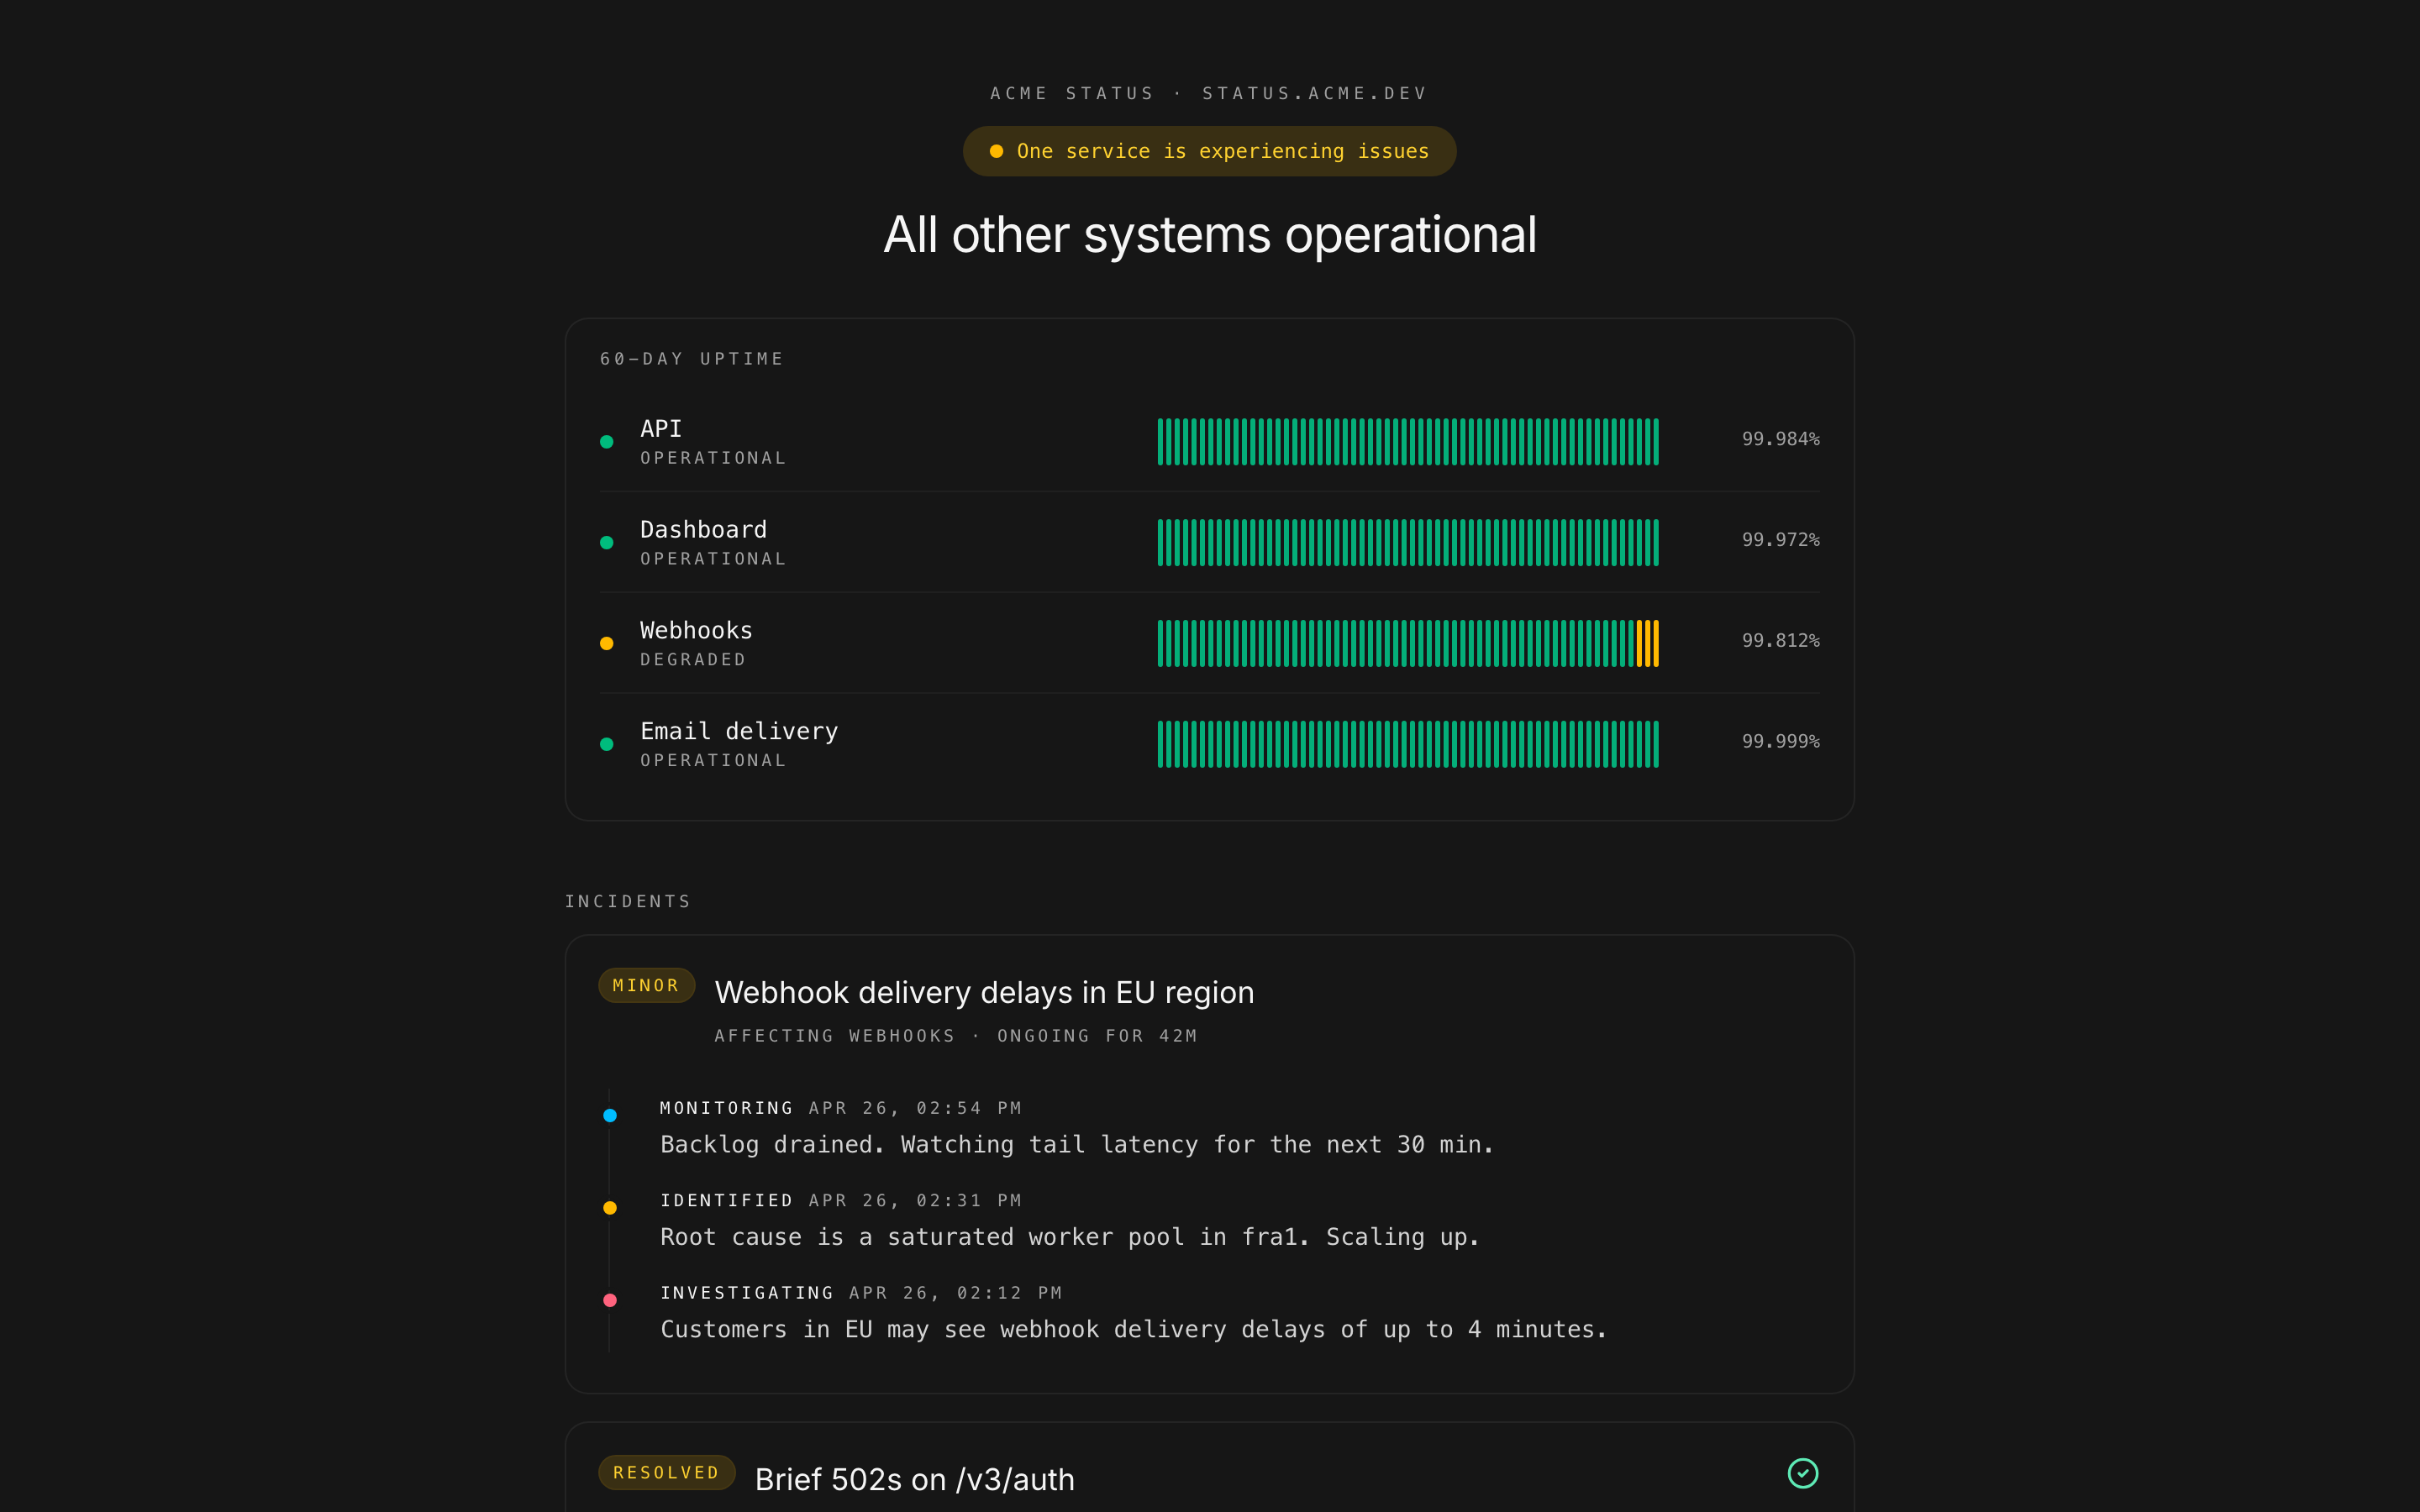 ACME STATUS · STATUS.ACME.DEV
One service is experiencing issues
All other systems operational
60-DAY UPTIME
API
OPERATIONAL
99.984%
Dashboard
OPERATIONAL
99.972%
Webhooks
DEGRADED
99.812%
Email delivery
OPERATIONAL
99.999%
INCIDENTS
MINOR Webhook delivery delays in EU region
AFFECTING WEBHOOKS · ONGOING FOR 42M
MONITORING APR 26, 02:54 PM
Backlog drained. Watching tail latency for the next 30 min.
IDENTIFIED APR 26, 02:31 PM
Root cause is a saturated worker pool in fra1. Scaling up.
INVESTIGATING APR 26, 02:12 PM
Customers in EU may see webhook delivery delays of up to 4 minutes.
RESOLVED Brief 502s on /v3/auth